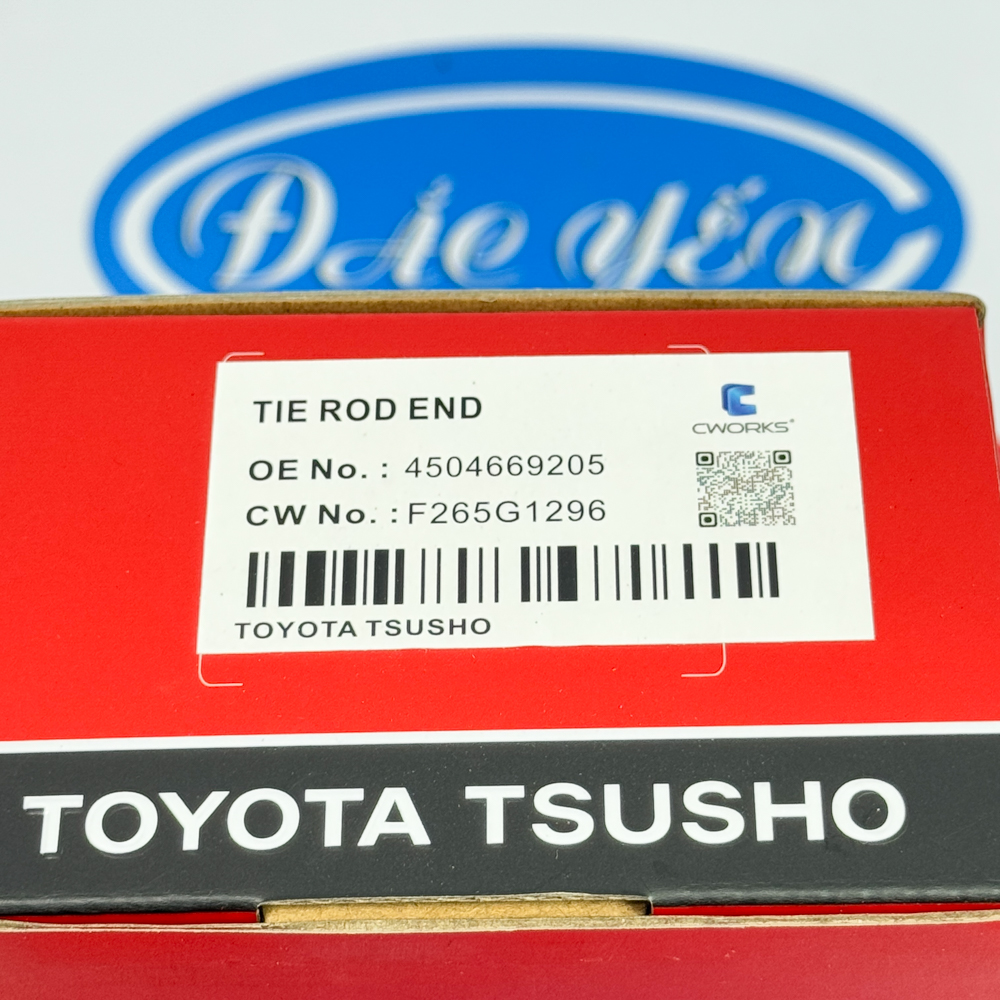 Đắc Yến
TIE ROD END
CWORKS®
OE No. : 4504669205
CW No. : F265G1296
TOYOTA TSUSHO
TOYOTA TSUSHO